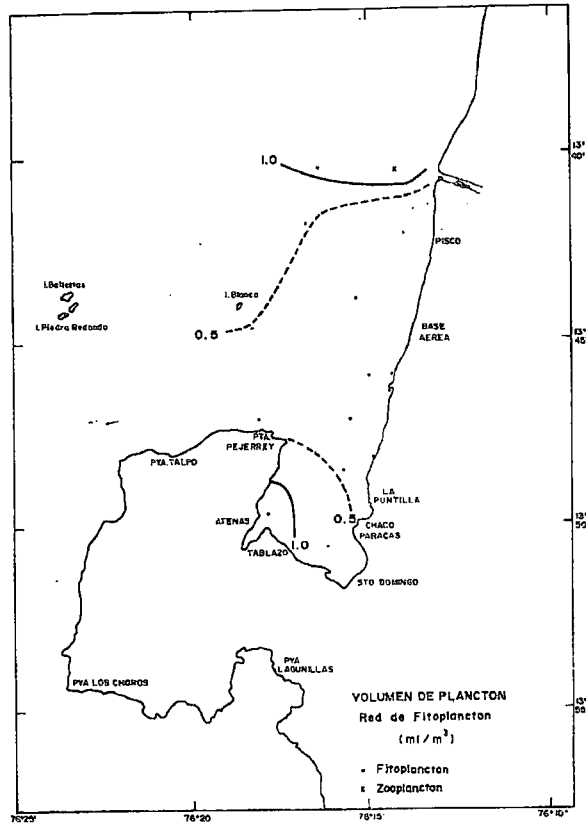 1.0
13°
40'
PISCO
I. Ballestas
I. Blanca
I. Piedra Redonda
BASE
AEREA
0.5
13°
45'
PTA.
PEJERREY
PTA. TALPO
LA
PUNTILLA
ATENAS
0.5
13°
50'
CHACO
PARACAS
1.0
TABLAZO
STO DOMINGO
PTA
LAGUNILLAS
PTA LOS CHOROS
VOLUMEN DE PLANCTON
Red de Fitoplancton
(ml/m³)
• Fitoplancton
x Zooplancton
76°25'
76°20
76°15
76°10'